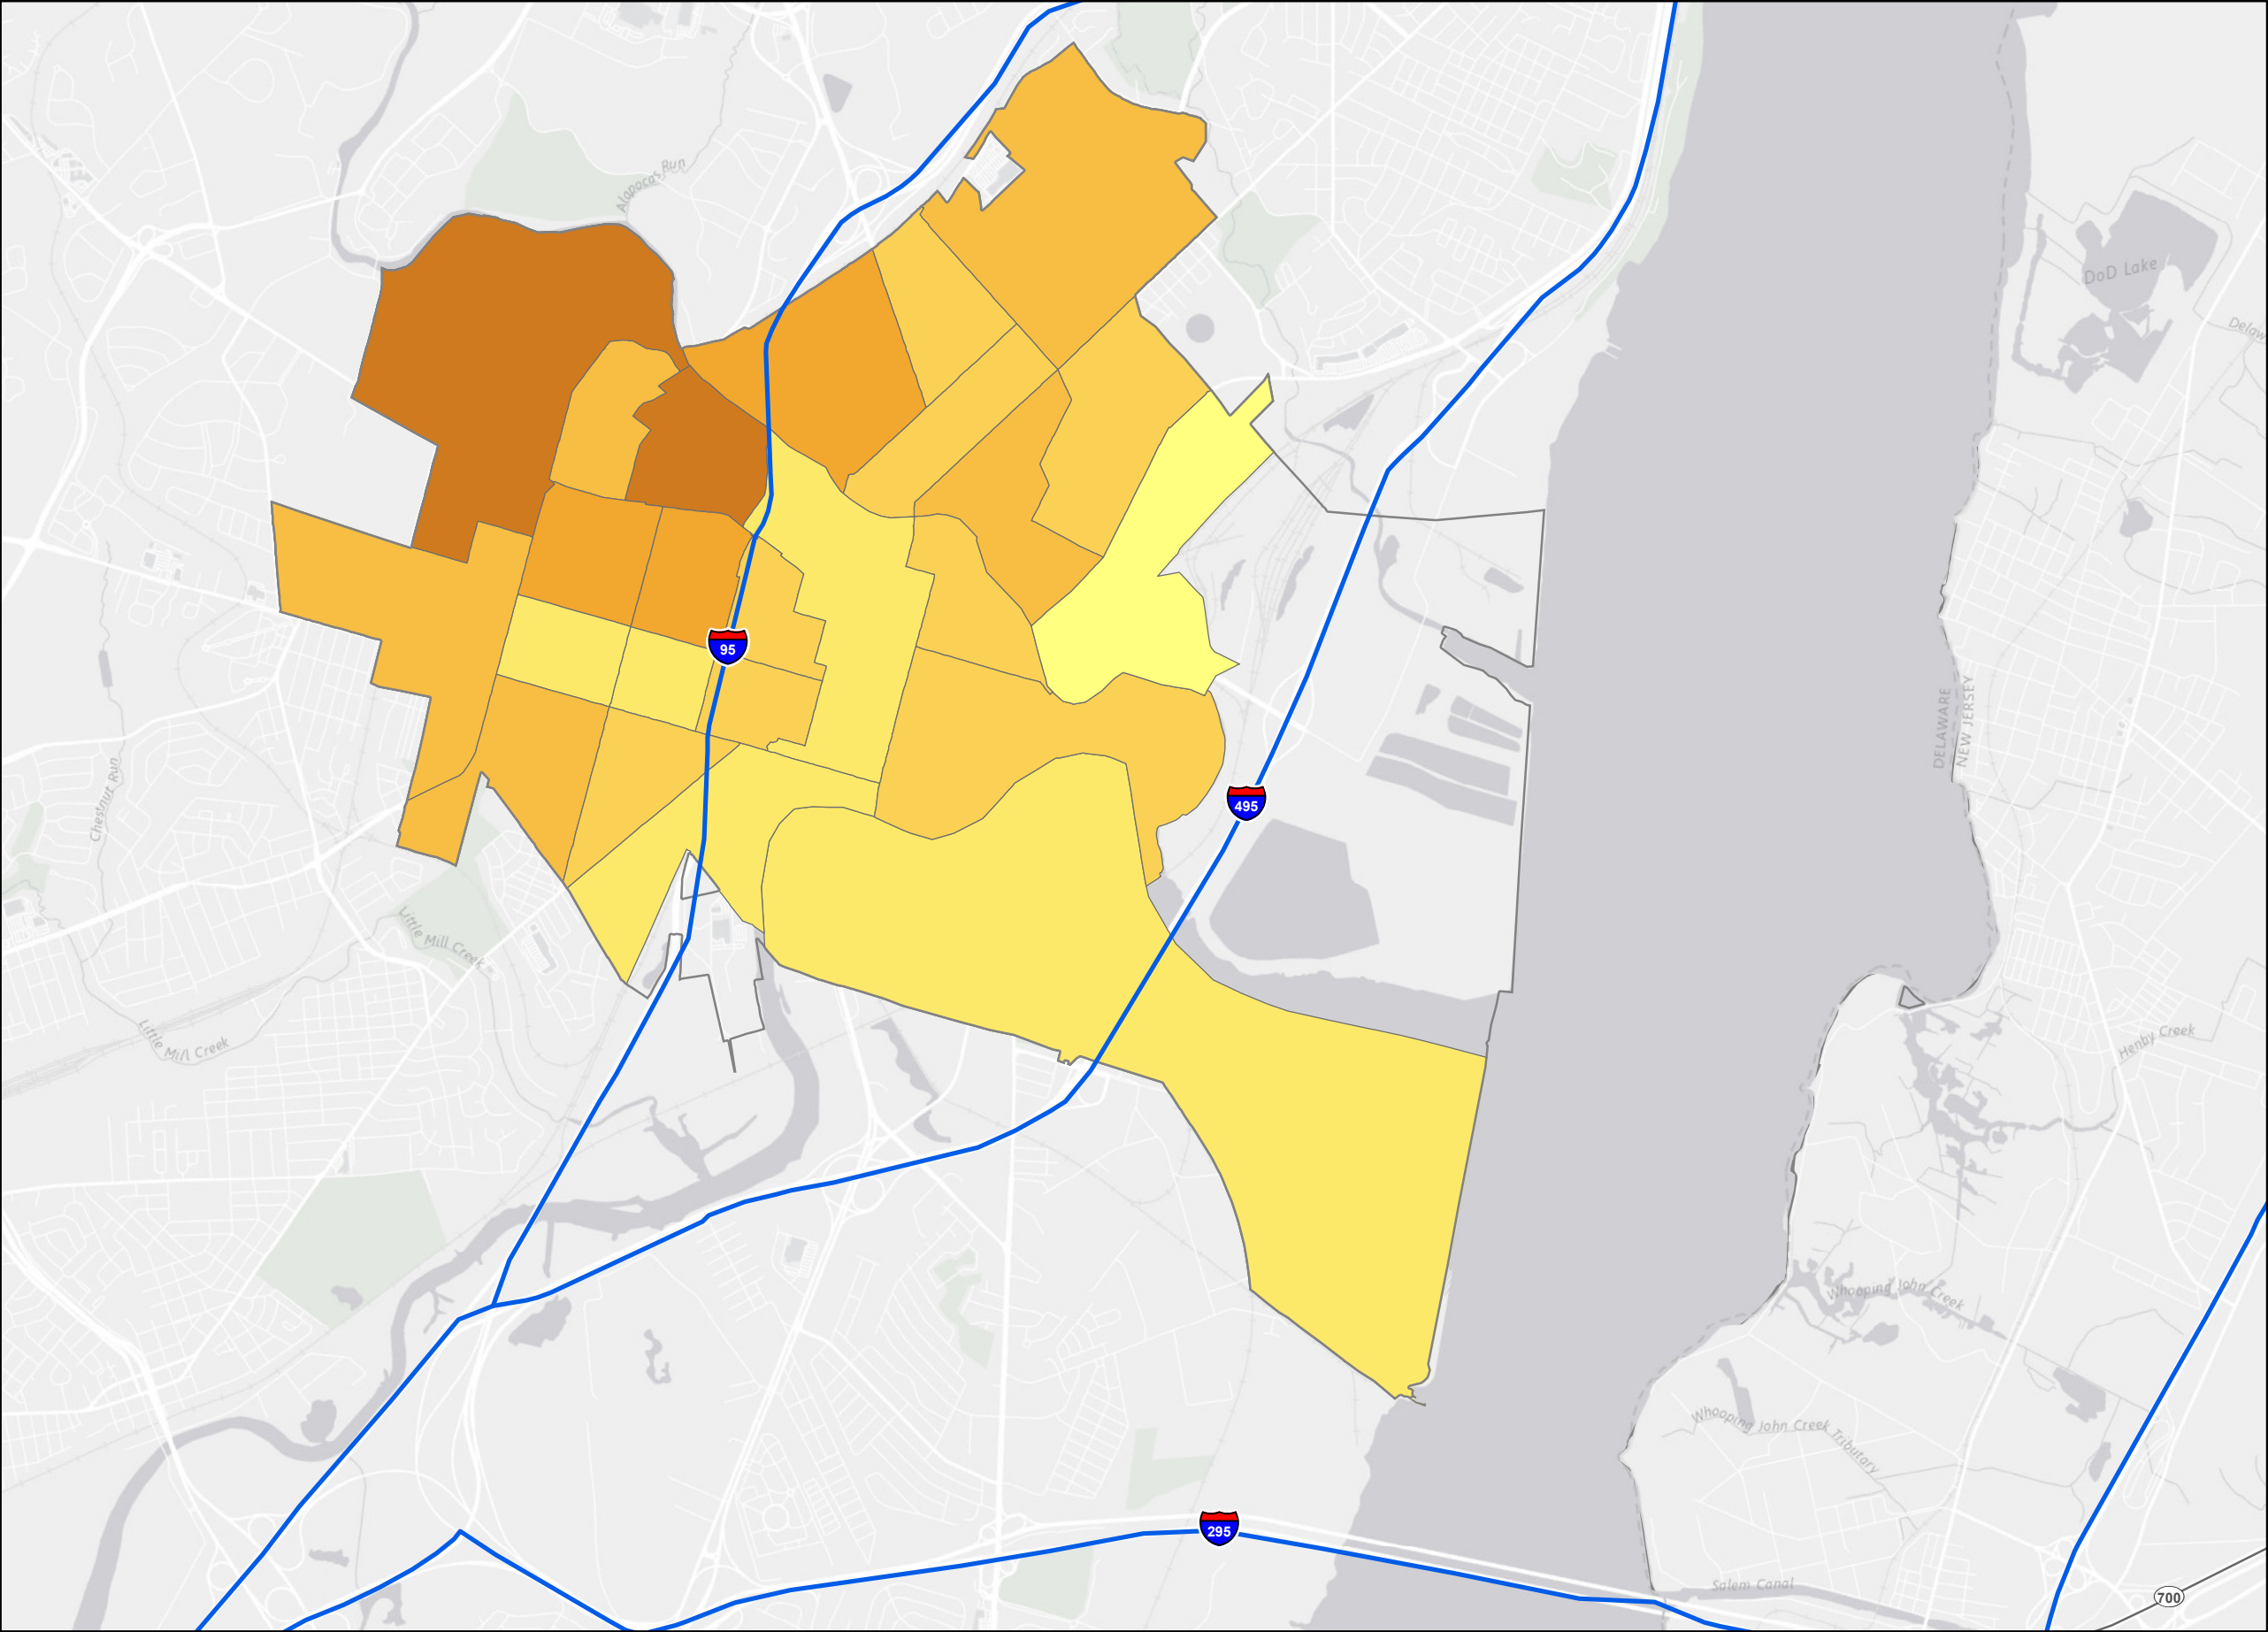 Alapocas Run
DoD Lake
Delaw
95
DELAWARE
NEW JERSEY
Chestnut Run
495
Little Mill Creek
Little Mill Creek
Henby Creek
Whooping John Creek
Whooping John Creek Tributary
295
Salem Canal
700